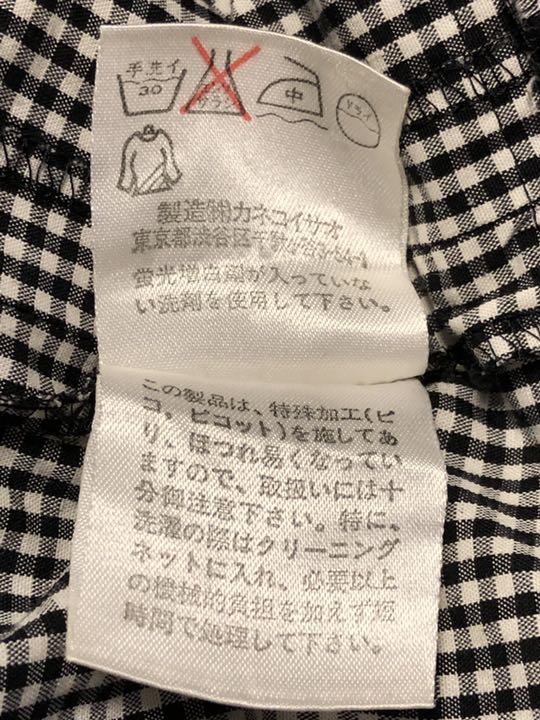 手洗イ
30
中
ドライ
製造㈱カネコイサオ
東京都渋谷区千駄ヶ谷3-54-1
蛍光増白剤が入っていな
い洗剤を使用して下さい。
この製品は、特殊加工(ピ
コ、ピコット)を施してあ
り、ほつれ易くなってい
ますので、取扱いには十
分御注意下さい。特に、
洗濯の際はクリーニング
ネットに入れ、必要以上
の機械的負担を加えず短
時間で処理して下さい。